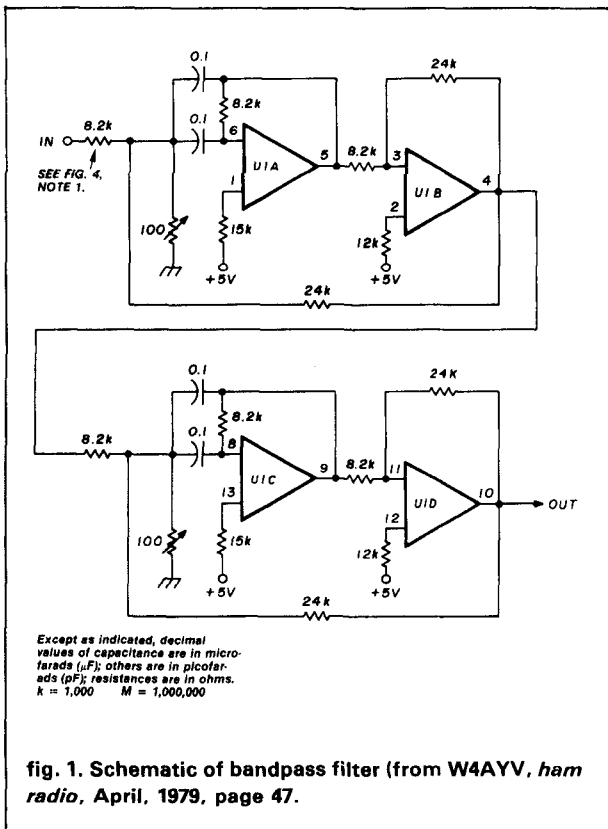 0.1
24k
8.2k
8.2k
0.1
6
5
8.2k
3
4
IN
U1A
U1B
SEE FIG. 4,
NOTE 1.
1
2
100
15k
12k
+5V
+5V
24k
0.1
24K
8.2k
8.2k
0.1
8
9
8.2k
11
10
OUT
U1C
U1D
13
12
100
15k
12k
+5V
+5V
24k
Except as indicated, decimal
values of capacitance are in micro-
farads (µF); others are in picofar-
ads (pF); resistances are in ohms.
k = 1,000 M = 1,000,000
fig. 1. Schematic of bandpass filter (from W4AYV, ham
radio, April, 1979, page 47.